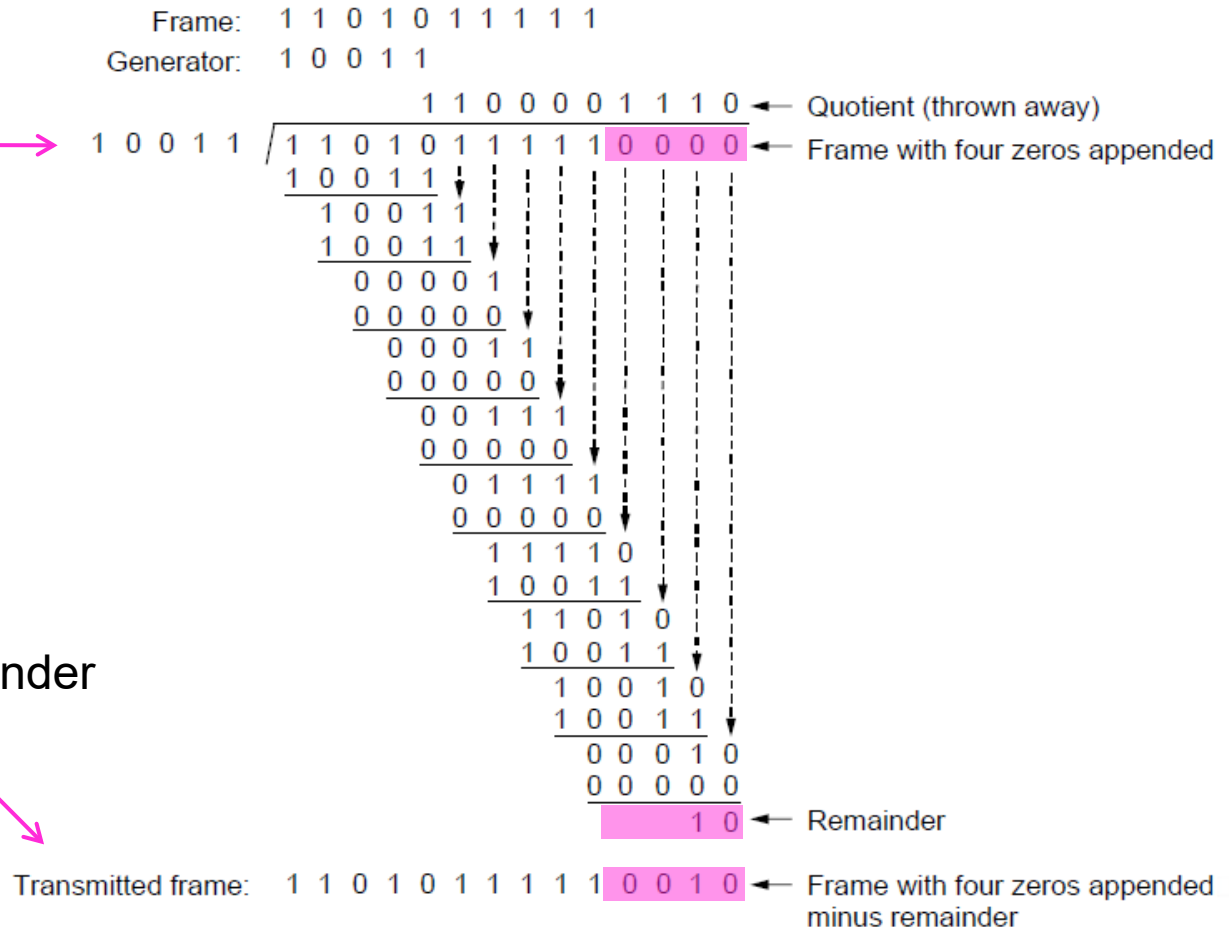 Frame: 1 1 0 1 0 1 1 1 1 1
Generator: 1 0 0 1 1
1 1 0 0 0 0 1 1 1 0 Quotient (thrown away)
1 0 0 1 1 1 1 0 1 0 1 1 1 1 1 0 0 0 0 Frame with four zeros appended
1 0 0 1 1
1 0 0 1 1
1 0 0 1 1
0 0 0 0 1
0 0 0 0 0
0 0 0 1 1
0 0 0 0 0
0 0 1 1 1
0 0 0 0 0
0 1 1 1 1
0 0 0 0 0
1 1 1 1 0
1 0 0 1 1
1 1 0 1 0
1 0 0 1 1
nder
1 0 0 1 0
1 0 0 1 1
0 0 0 1 0
0 0 0 0 0
1 0 Remainder
Transmitted frame: 1 1 0 1 0 1 1 1 1 1 0 0 1 0 Frame with four zeros appended
minus remainder